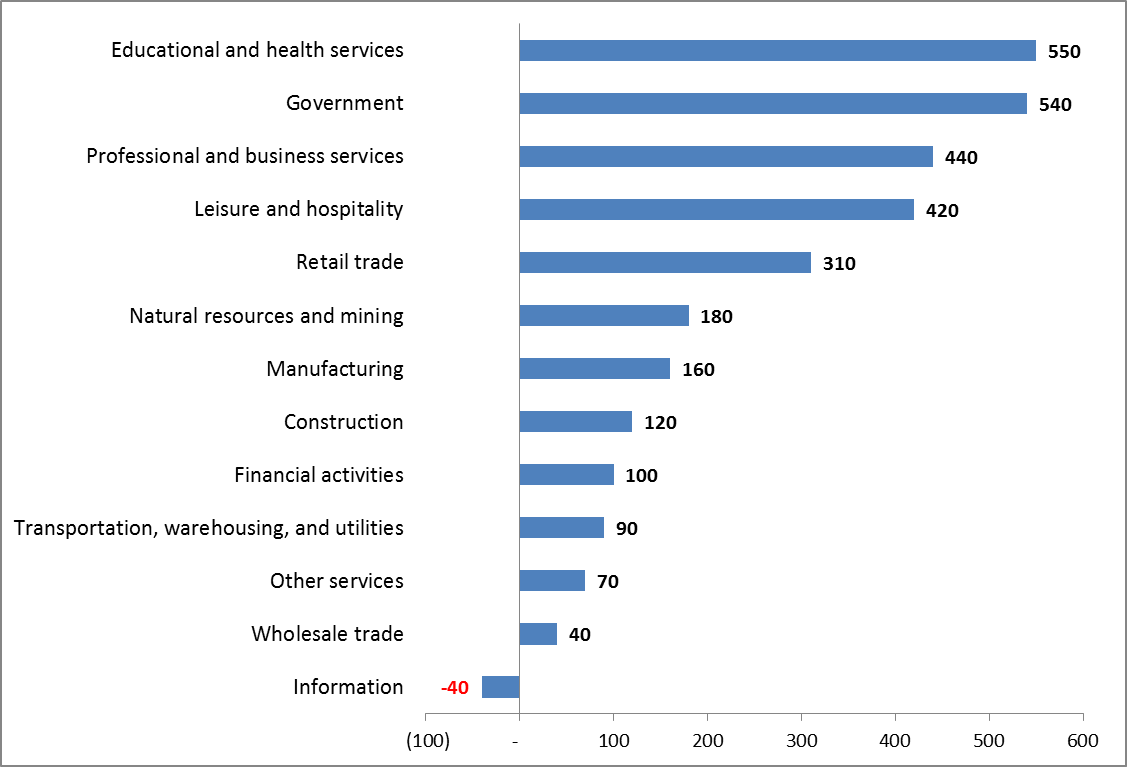 Educational and health services 550
Government 540
Professional and business services 440
Leisure and hospitality 420
Retail trade 310
Natural resources and mining 180
Manufacturing 160
Construction 120
Financial activities 100
Transportation, warehousing, and utilities 90
Other services 70
Wholesale trade 40
Information -40
(100) - 100 200 300 400 500 600